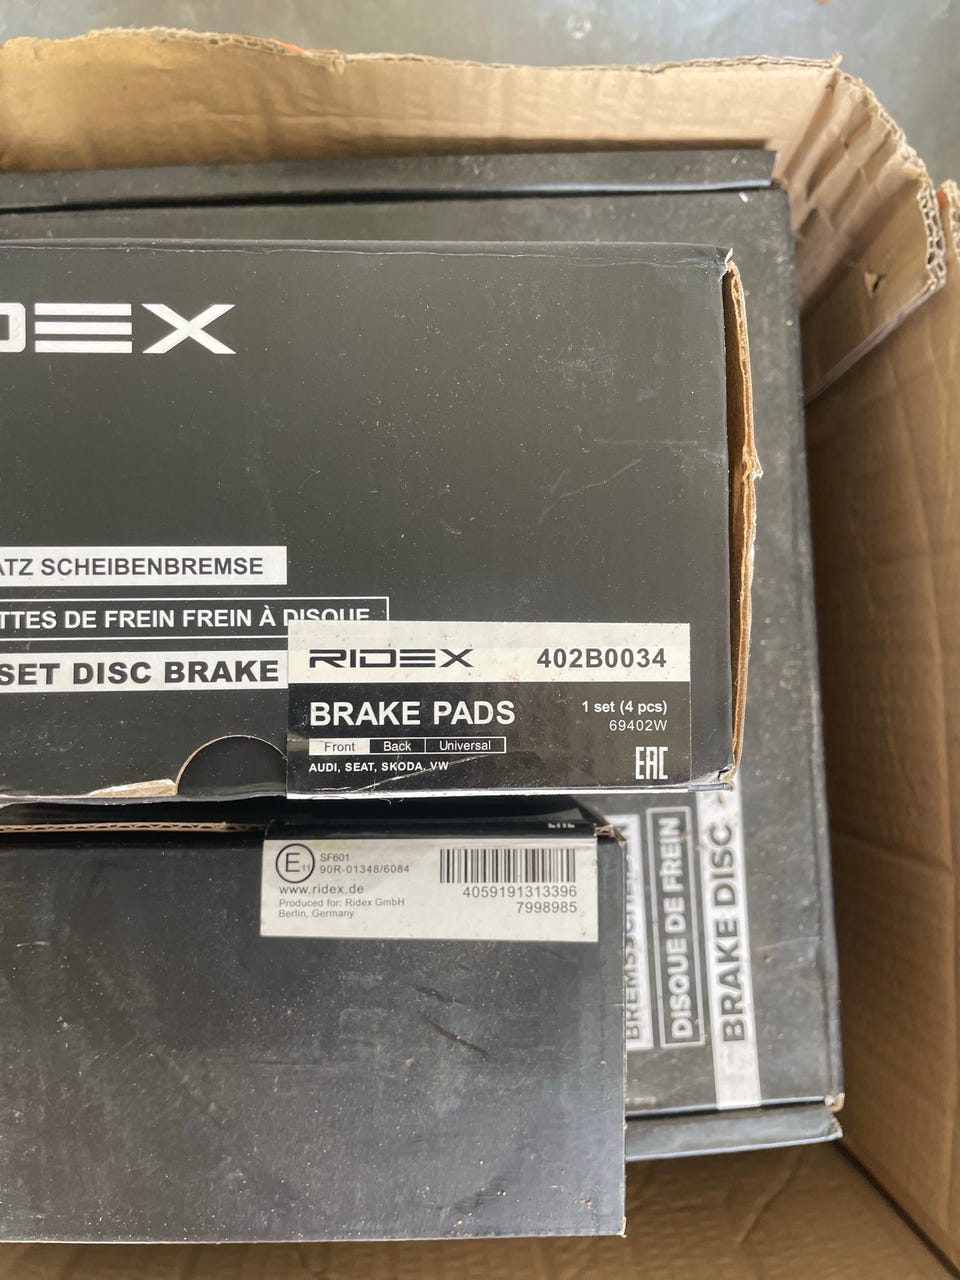 DEX
ATZ SCHEIBENBREMSE
TTES DE FREIN FREIN À DISQUE
SET DISC BRAKE
RIDEX 402B0034
BRAKE PADS 1 set (4 pcs)
69402W
Front Back Universal
AUDI, SEAT, SKODA, VW EAC
E11 SF601
90R-01348/6084
www.ridex.de 4059191313396
Produced for: Ridex GmbH 7998985
Berlin, Germany
DISQUE DE FREIN
BRAKE DISC